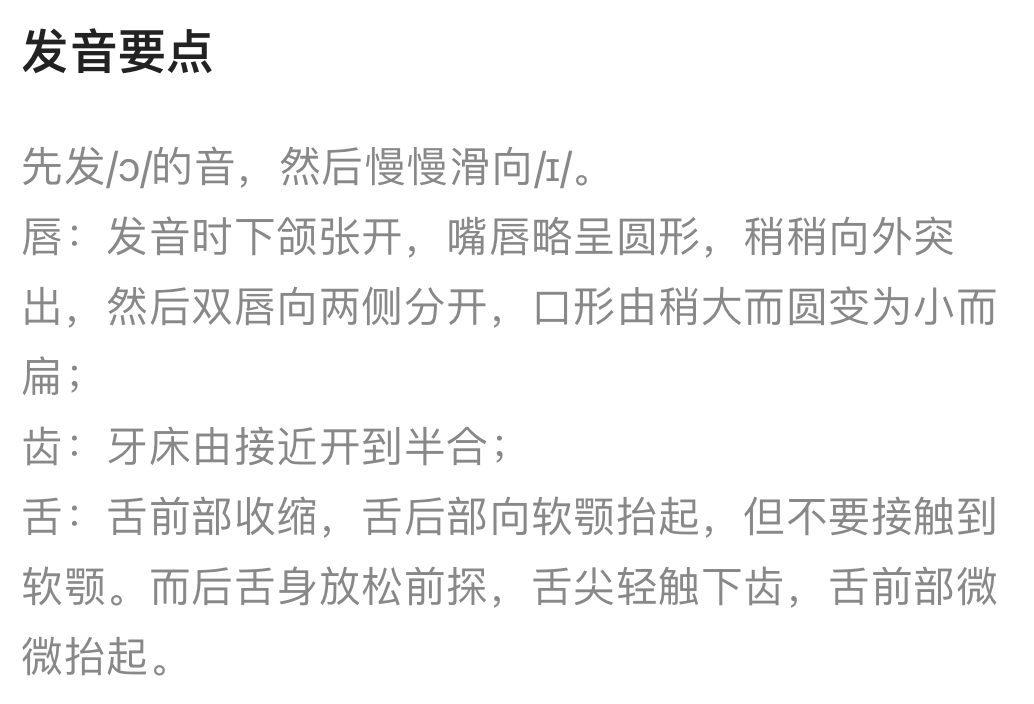 发音要点
先发/ɔ/的音，然后慢慢滑向/ɪ/。
唇：发音时下颌张开，嘴唇略呈圆形，稍稍向外突
出，然后双唇向两侧分开，口形由稍大而圆变为小而
扁；
齿：牙床由接近开到半合；
舌：舌前部收缩，舌后部向软颚抬起，但不要接触到
软颚。而后舌身放松前探，舌尖轻触下齿，舌前部微
微抬起。